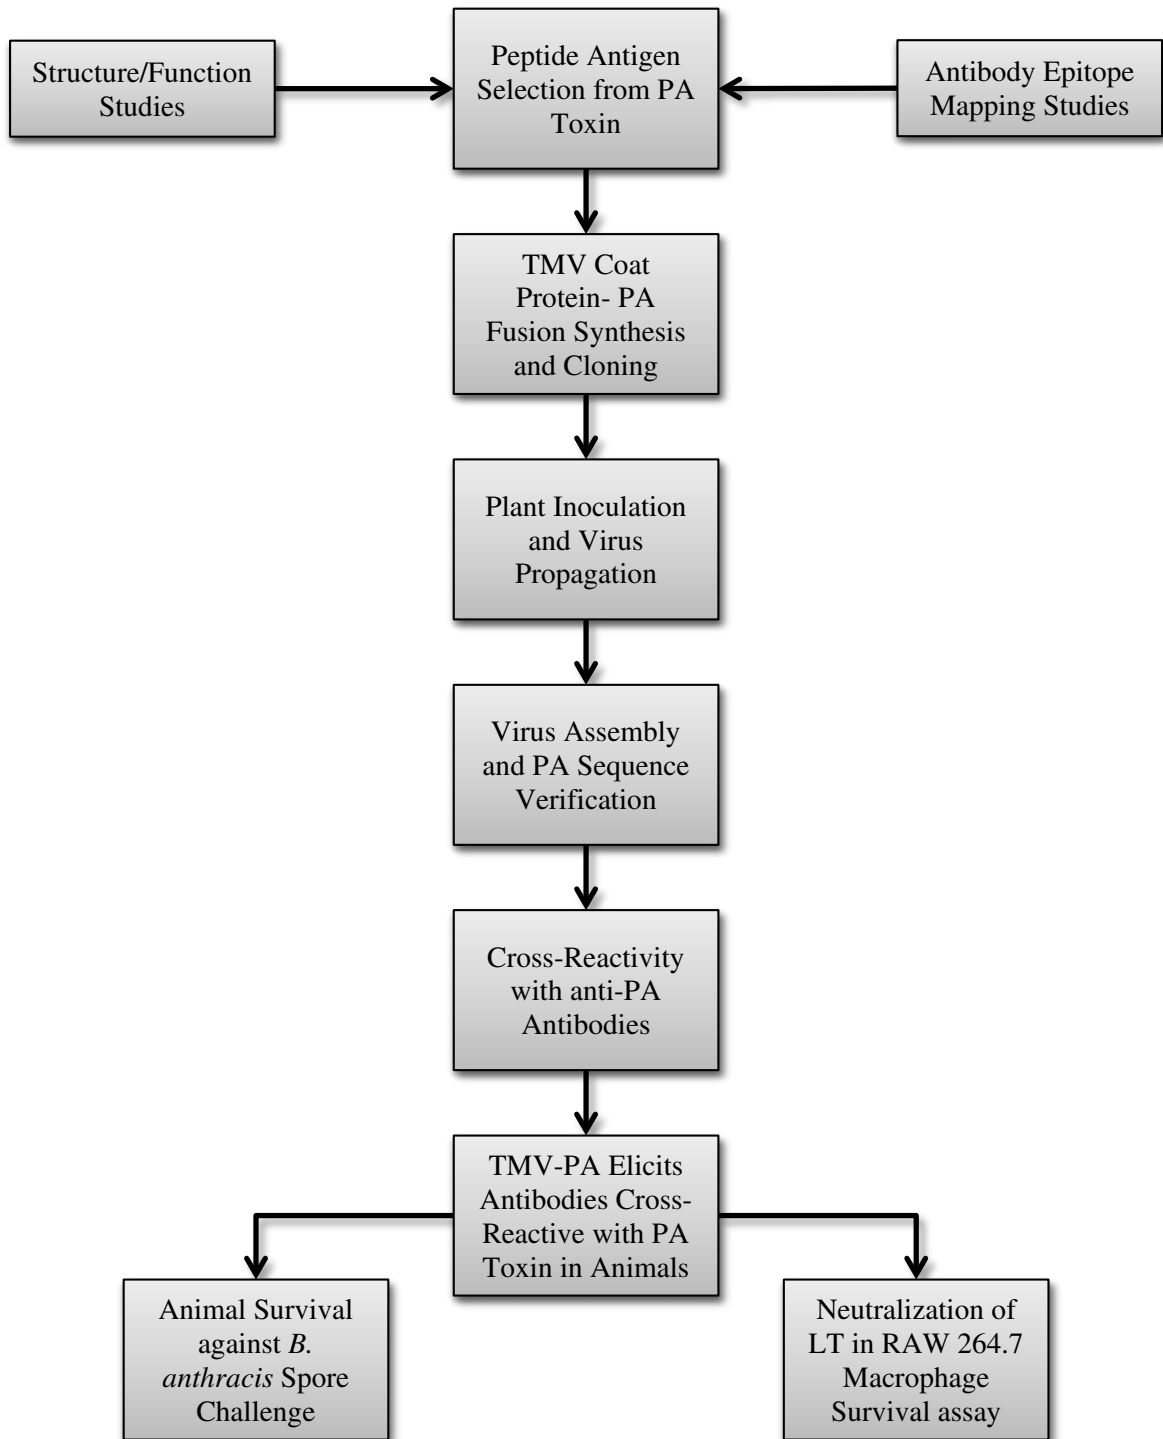 Structure/Function
Studies
Peptide Antigen
Selection from PA
Toxin
Antibody Epitope
Mapping Studies
TMV Coat
Protein- PA
Fusion Synthesis
and Cloning
Plant Inoculation
and Virus
Propagation
Virus Assembly
and PA Sequence
Verification
Cross-Reactivity
with anti-PA
Antibodies
TMV-PA Elicits
Antibodies Cross-
Reactive with PA
Toxin in Animals
Animal Survival
against B.
anthracis Spore
Challenge
Neutralization of
LT in RAW 264.7
Macrophage
Survival assay